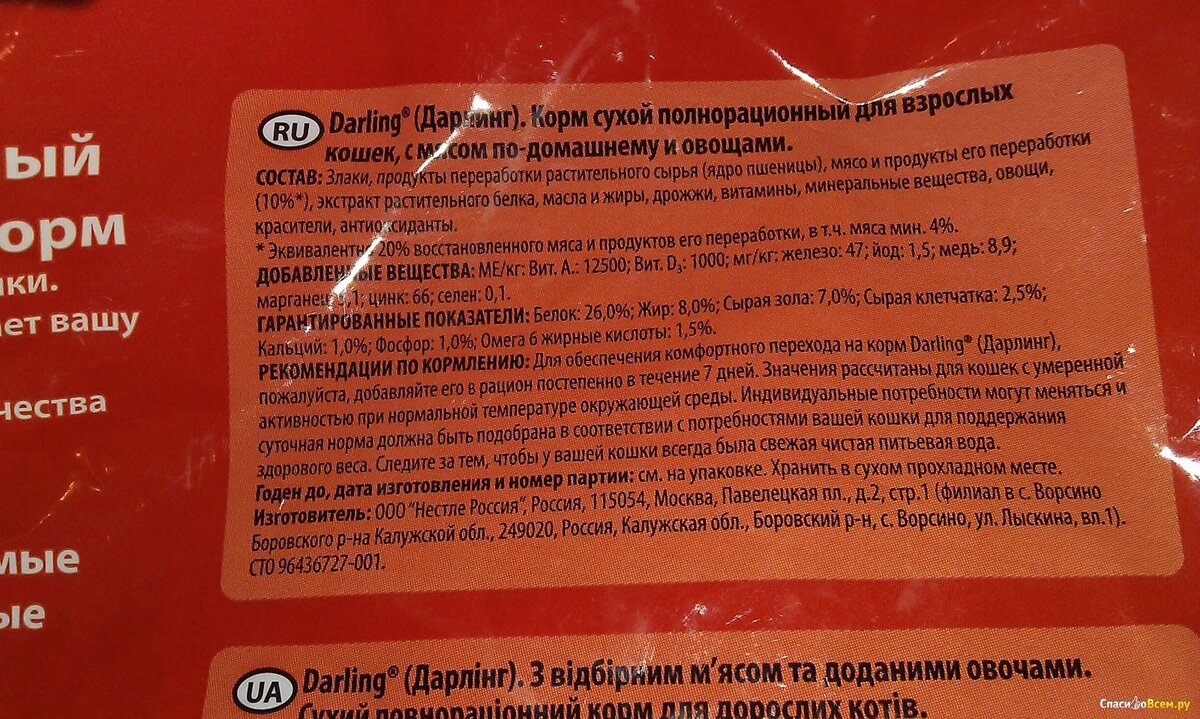 ый
орм
ки.
ет вашу
чества
мые
ые
RU Darling® (Дарлинг). Корм сухой полнорационный для взрослых
кошек, с мясом по-домашнему и овощами.
СОСТАВ: Злаки, продукты переработки растительного сырья (ядро пшеницы), мясо и продукты его переработки
(10%*), экстракт растительного белка, масла и жиры, дрожжи, витамины, минеральные вещества, овощи,
красители, антиоксиданты.
* Эквивалентно 20% восстановленного мяса и продуктов его переработки, в т.ч. мяса мин. 4%.
ДОБАВЛЕННЫЕ ВЕЩЕСТВА: МЕ/кг: Вит. А.: 12500; Вит. D₃: 1000; мг/кг: железо: 47; йод: 1,5; медь: 8,9;
марганец: ,1; цинк: 66; селен: 0,1.
ГАРАНТИРОВАННЫЕ ПОКАЗАТЕЛИ: Белок: 26,0%; Жир: 8,0%; Сырая зола: 7,0%; Сырая клетчатка: 2,5%;
Кальций: 1,0%; Фосфор: 1,0%; Омега 6 жирные кислоты: 1,5%.
РЕКОМЕНДАЦИИ ПО КОРМЛЕНИЮ: Для обеспечения комфортного перехода на корм Darling® (Дарлинг),
пожалуйста, добавляйте его в рацион постепенно в течение 7 дней. Значения рассчитаны для кошек с умеренной
активностью при нормальной температуре окружающей среды. Индивидуальные потребности могут меняться и
суточная норма должна быть подобрана в соответствии с потребностями вашей кошки для поддержания
здорового веса. Следите за тем, чтобы у вашей кошки всегда была свежая чистая питьевая вода.
Годен до, дата изготовления и номер партии: см. на упаковке. Хранить в сухом прохладном месте.
Изготовитель: ООО "Нестле Россия", Россия, 115054, Москва, Павелецкая пл., д.2, стр.1 (филиал в с. Ворсино
Боровского р-на Калужской обл., 249020, Россия, Калужская обл., Боровский р-н, с. Ворсино, ул. Лыскина, вл.1).
СТО 96436727-001.
UA Darling® (Дарлінг). З відбірним м'ясом та доданими овочами.
Сухий повнораціонний корм для дорослих котів.
СпасибоВсем.ру